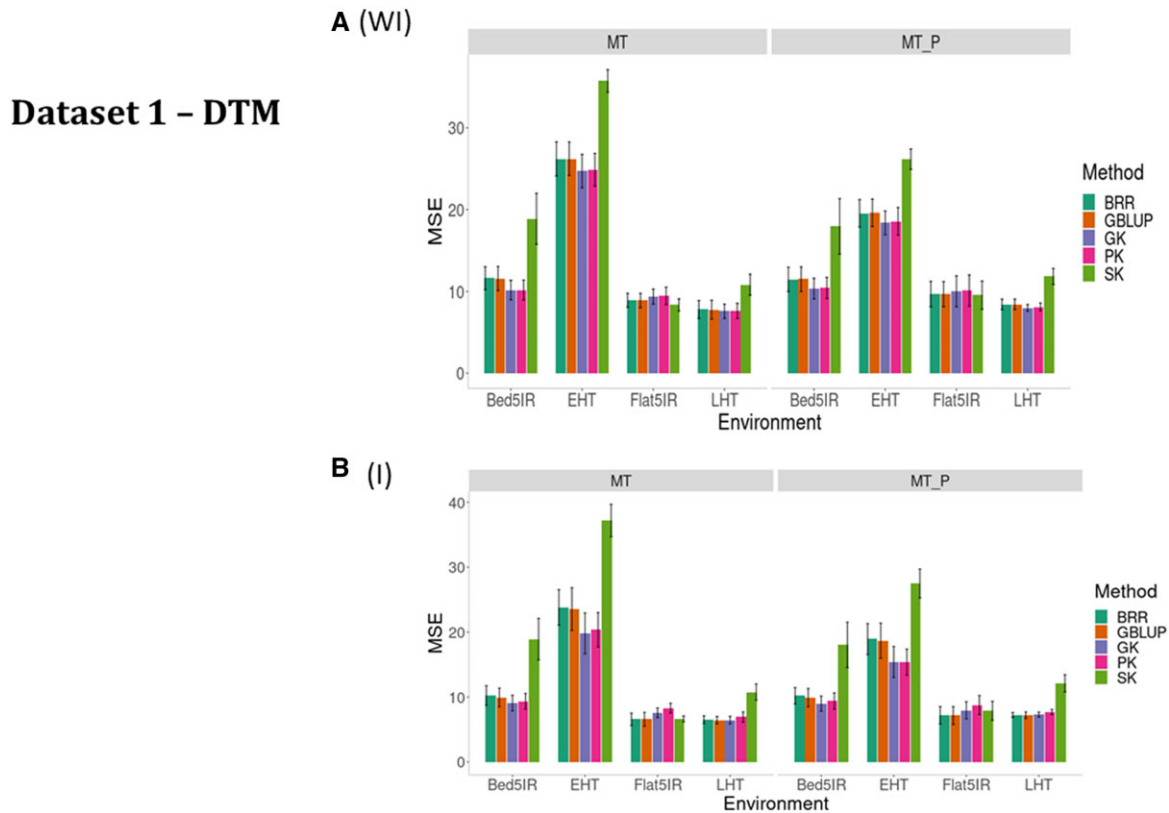 A (WI)
Dataset 1 – DTM
MT MT_P
30
20
10
0
MSE
Bed5IR EHT Flat5IR LHT Bed5IR EHT Flat5IR LHT
Environment
Method
BRR
GBLUP
GK
PK
SK
B (I)
MT MT_P
40
30
20
10
0
MSE
Bed5IR EHT Flat5IR LHT Bed5IR EHT Flat5IR LHT
Environment
Method
BRR
GBLUP
GK
PK
SK